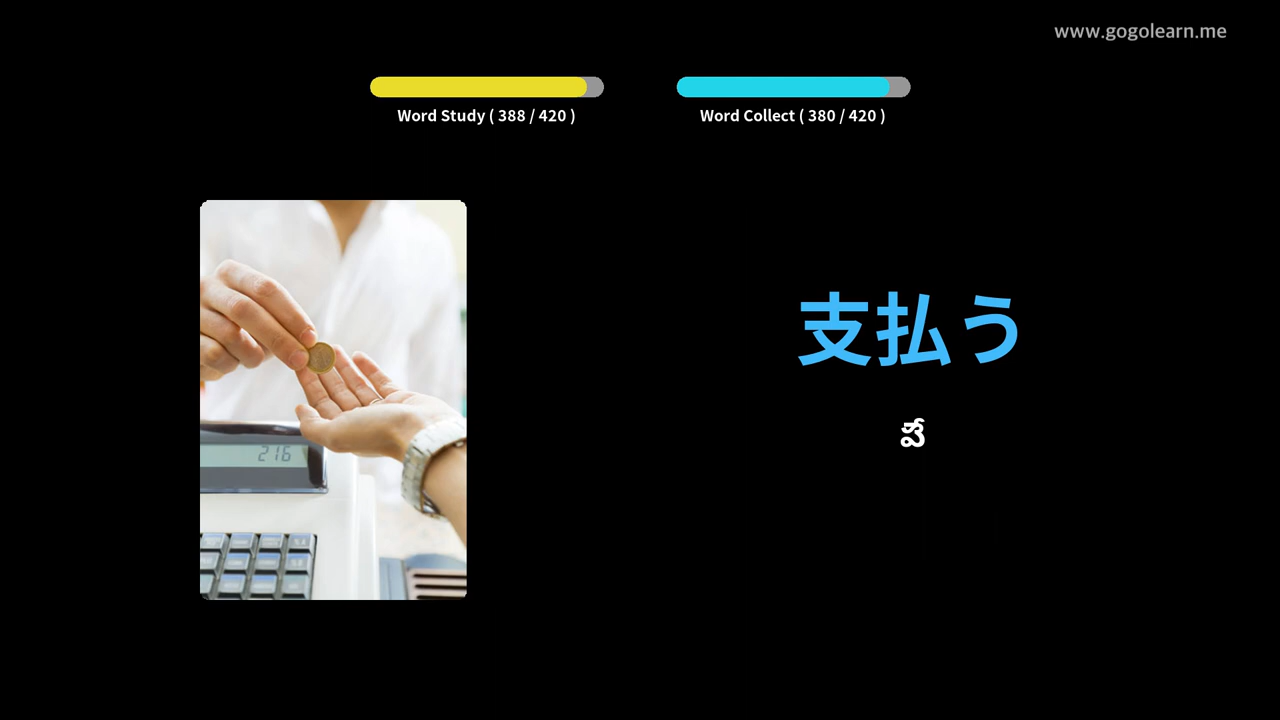 www.gogolearn.me
Word Study ( 388 / 420 )
Word Collect ( 380 / 420 )
216
支払う
పే